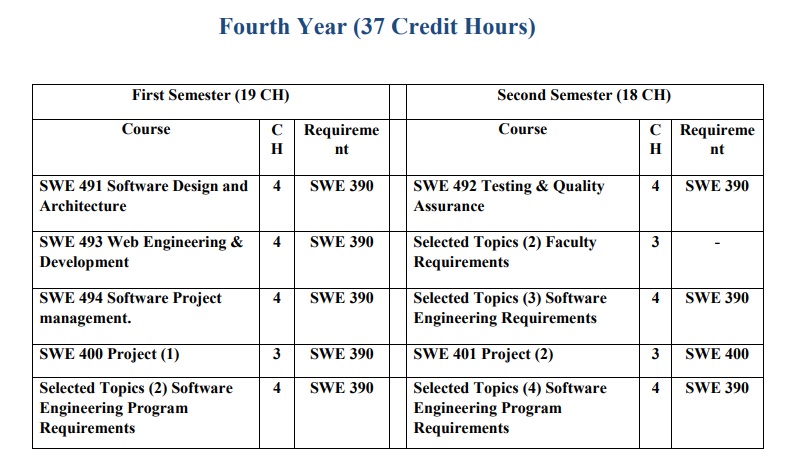 Fourth Year (37 Credit Hours)
First Semester (19 CH) Second Semester (18 CH)
Course C Requireme Course C Requireme
H nt H nt
SWE 491 Software Design and 4 SWE 390 SWE 492 Testing & Quality 4 SWE 390
Architecture Assurance
SWE 493 Web Engineering & 4 SWE 390 Selected Topics (2) Faculty 3 -
Development Requirements
SWE 494 Software Project 4 SWE 390 Selected Topics (3) Software 4 SWE 390
management. Engineering Requirements
SWE 400 Project (1) 3 SWE 390 SWE 401 Project (2) 3 SWE 400
Selected Topics (2) Software 4 SWE 390 Selected Topics (4) Software 4 SWE 390
Engineering Program Engineering Program
Requirements Requirements